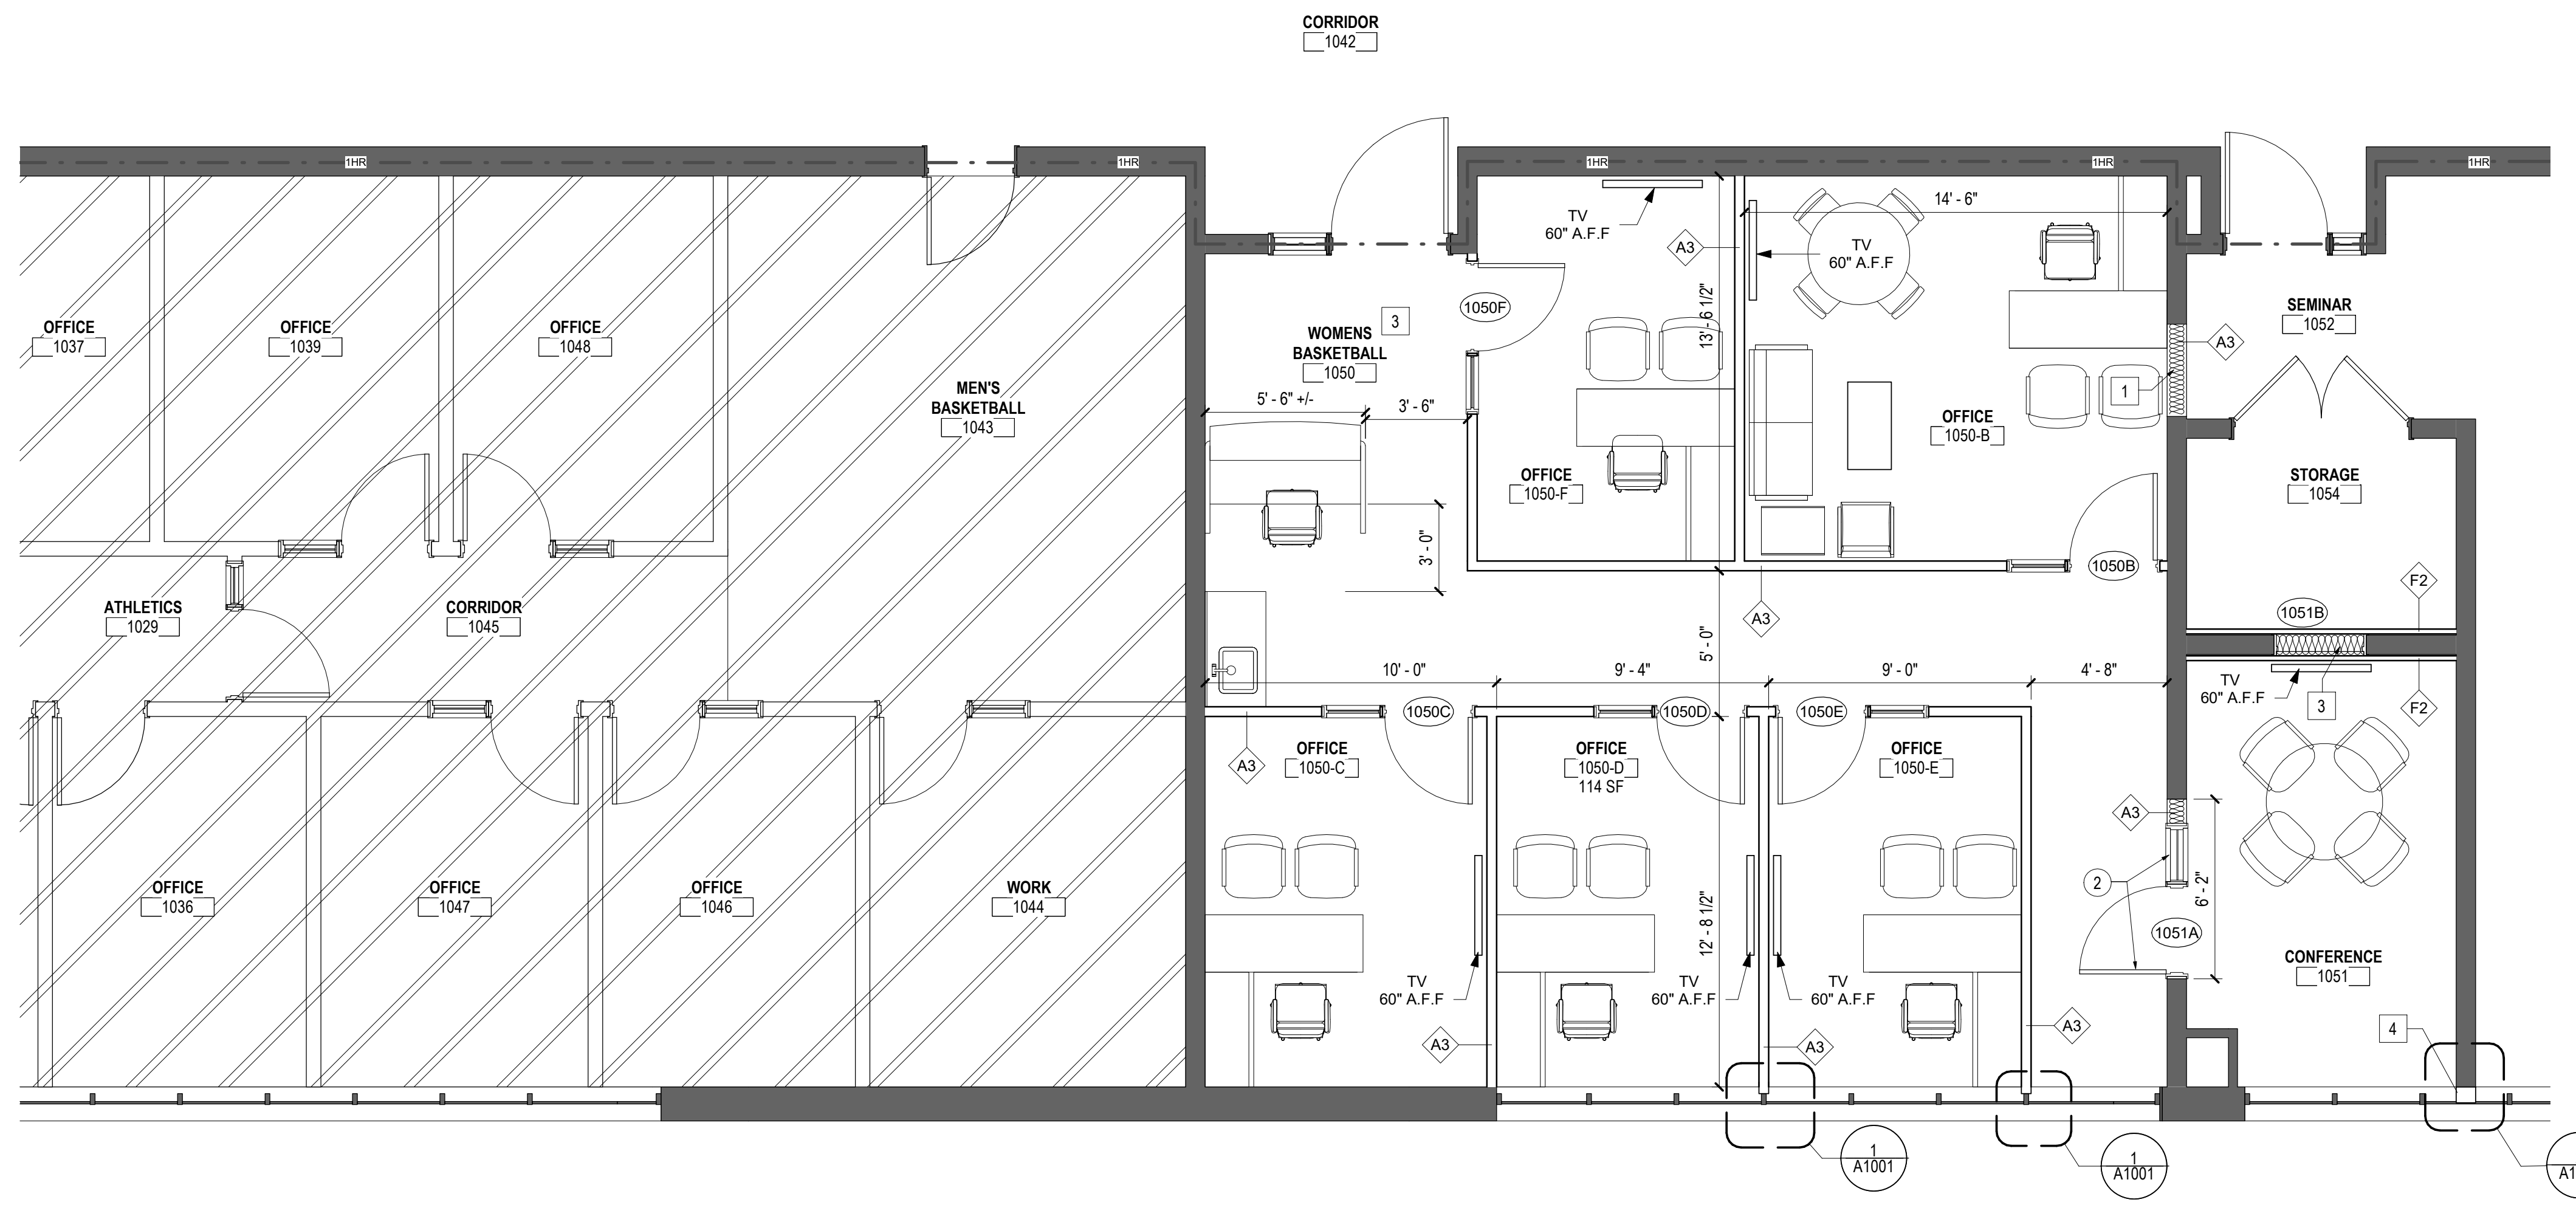 CORRIDOR
1042
1HR
1HR
1HR
1HR
1HR
OFFICE
1037
OFFICE
1039
OFFICE
1048
MEN'S
BASKETBALL
1043
WOMENS
BASKETBALL
1050
3
5' - 6" +/-
3' - 6"
3' - 0"
1050F
TV
60" A.F.F
A3
13' - 6 1/2"
TV
60" A.F.F
14' - 6"
OFFICE
1050-F
OFFICE
1050-B
1
A3
SEMINAR
1052
STORAGE
1054
1050B
A3
F2
1051B
ATHLETICS
1029
CORRIDOR
1045
5' - 0"
10' - 0"
9' - 4"
9' - 0"
4' - 8"
TV
60" A.F.F
3
F2
1050C
1050D
1050E
A3
OFFICE
1050-C
OFFICE
1050-D
114 SF
OFFICE
1050-E
A3
2
6' - 2"
1051A
OFFICE
1036
OFFICE
1047
OFFICE
1046
WORK
1044
12' - 8 1/2"
CONFERENCE
1051
TV
60" A.F.F
TV
60" A.F.F
TV
60" A.F.F
A3
A3
A3
4
1
A1001
1
A1001